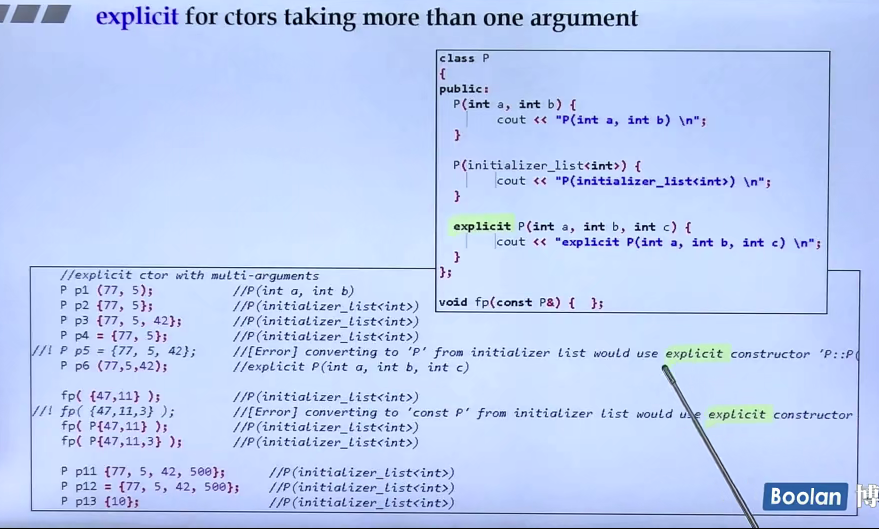 explicit for ctors taking more than one argument
class P
{
public:
P(int a, int b) {
cout << "P(int a, int b) \n";
}
P(initializer_list<int>) {
cout << "P(initializer_list<int>) \n";
}
explicit P(int a, int b, int c) {
cout << "explicit P(int a, int b, int c) \n";
}
};
void fp(const P&) { };
//explicit ctor with multi-arguments
P p1 (77, 5); //P(int a, int b)
P p2 {77, 5}; //P(initializer_list<int>)
P p3 {77, 5, 42}; //P(initializer_list<int>)
P p4 = {77, 5}; //P(initializer_list<int>)
//! P p5 = {77, 5, 42}; //[Error] converting to 'P' from initializer list would use explicit constructor 'P::P(
P p6 (77,5,42); //explicit P(int a, int b, int c)
fp( {47,11} ); //P(initializer_list<int>)
//! fp( {47,11,3} ); //[Error] converting to 'const P' from initializer list would use explicit constructor
fp( P{47,11} ); //P(initializer_list<int>)
fp( P{47,11,3} ); //P(initializer_list<int>)
P p11 {77, 5, 42, 500}; //P(initializer_list<int>)
P p12 = {77, 5, 42, 500}; //P(initializer_list<int>)
P p13 {10}; //P(initializer_list<int>)
Boolan 博